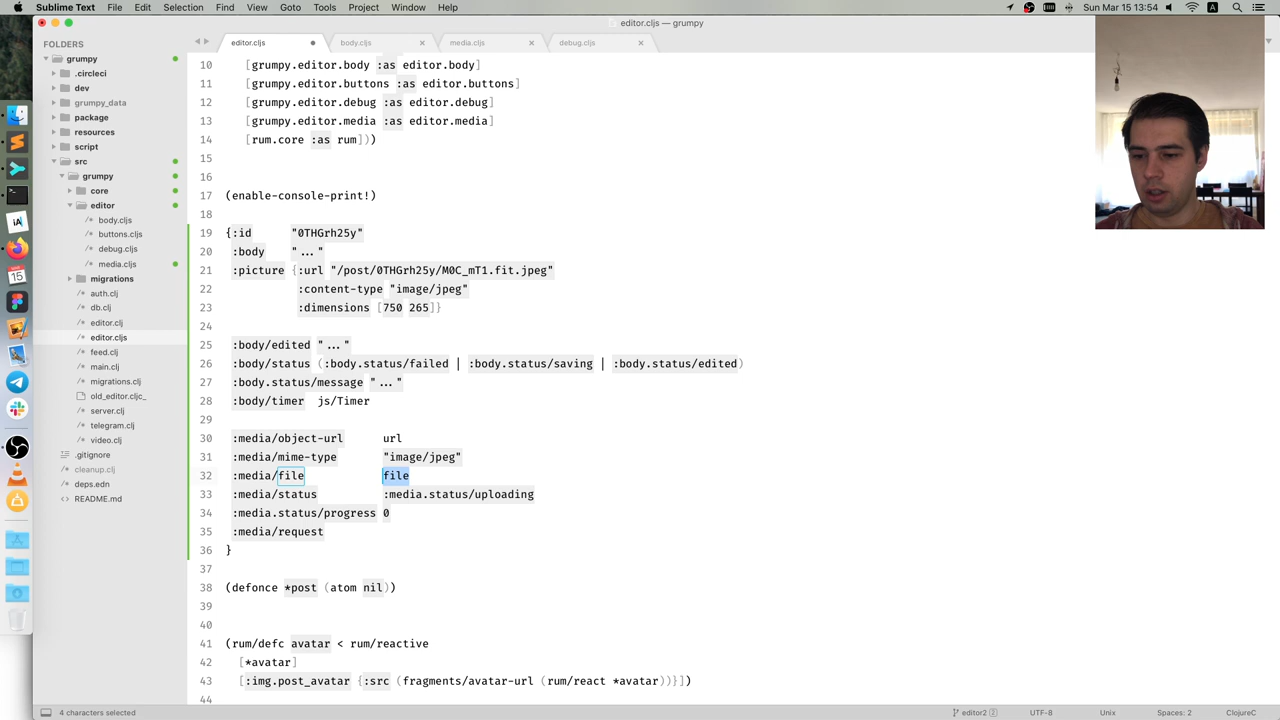 Sublime Text File Edit Selection Find View Goto Tools Project Window Help
Sun Mar 15 13:54
editor.cljs — grumpy
FOLDERS
grumpy
.circleci
dev
grumpy_data
package
resources
script
src
grumpy
core
editor
body.cljs
buttons.cljs
debug.cljs
media.cljs
migrations
auth.clj
db.clj
editor.clj
editor.cljs
feed.clj
main.clj
migrations.clj
old_editor.cljc_
server.clj
telegram.clj
video.clj
.gitignore
cleanup.clj
deps.edn
README.md
editor.cljs body.cljs media.cljs debug.cljs
10 [grumpy.editor.body :as editor.body]
11 [grumpy.editor.buttons :as editor.buttons]
12 [grumpy.editor.debug :as editor.debug]
13 [grumpy.editor.media :as editor.media]
14 [rum.core :as rum]))
15
16
17 (enable-console-print!)
18
19 {:id "0THGrh25y"
20 :body "..."
21 :picture {:url "/post/0THGrh25y/M0C_mT1.fit.jpeg"
22 :content-type "image/jpeg"
23 :dimensions [750 265]}
24
25 :body/edited "..."
26 :body/status (:body.status/failed | :body.status/saving | :body.status/edited)
27 :body.status/message "..."
28 :body/timer js/Timer
29
30 :media/object-url url
31 :media/mime-type "image/jpeg"
32 :media/file file
33 :media/status :media.status/uploading
34 :media.status/progress 0
35 :media/request
36 }
37
38 (defonce *post (atom nil))
39
40
41 (rum/defc avatar < rum/reactive
42 [*avatar]
43 [:img.post_avatar {:src (fragments/avatar-url (rum/react *avatar))}])
44
4 characters selected
editor2 2 UTF-8 Unix Spaces: 2 ClojureC
15
iA